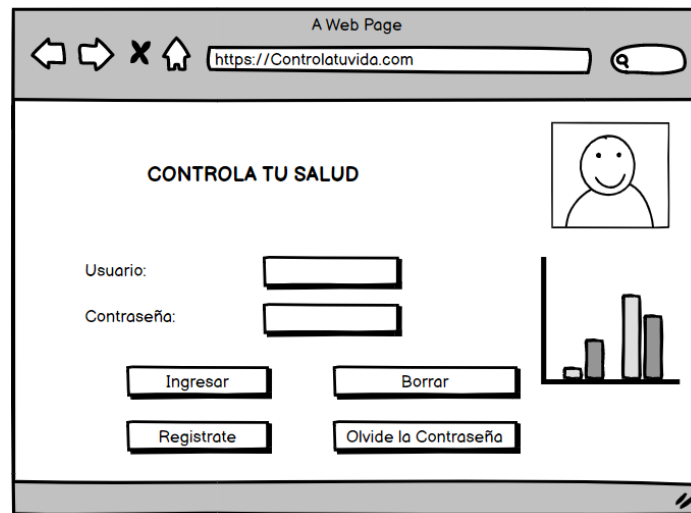 A Web Page
https://Controlatuvida.com
CONTROLA TU SALUD
Usuario:
Contraseña:
Ingresar
Borrar
Registrate
Olvide la Contraseña